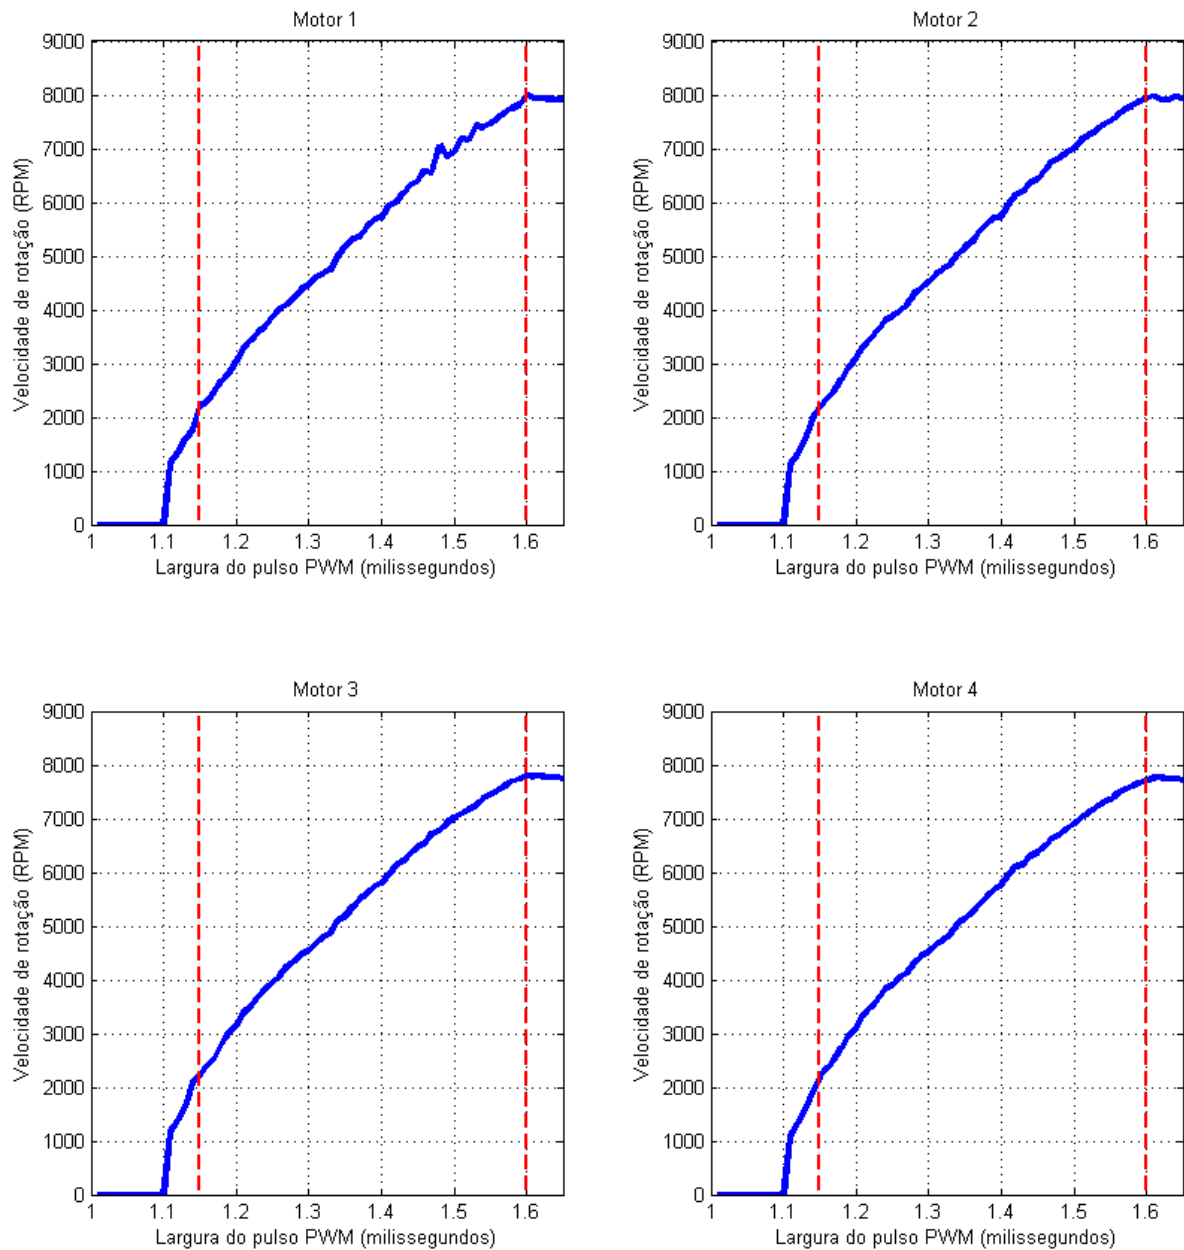 Motor 1
9000
8000
7000
6000
5000
4000
3000
2000
1000
0
Velocidade de rotação (RPM)
1 1.1 1.2 1.3 1.4 1.5 1.6
Largura do pulso PWM (milissegundos)
Motor 2
9000
8000
7000
6000
5000
4000
3000
2000
1000
0
Velocidade de rotação (RPM)
1 1.1 1.2 1.3 1.4 1.5 1.6
Largura do pulso PWM (milissegundos)
Motor 3
9000
8000
7000
6000
5000
4000
3000
2000
1000
0
Velocidade de rotação (RPM)
1 1.1 1.2 1.3 1.4 1.5 1.6
Largura do pulso PWM (milissegundos)
Motor 4
9000
8000
7000
6000
5000
4000
3000
2000
1000
0
Velocidade de rotação (RPM)
1 1.1 1.2 1.3 1.4 1.5 1.6
Largura do pulso PWM (milissegundos)